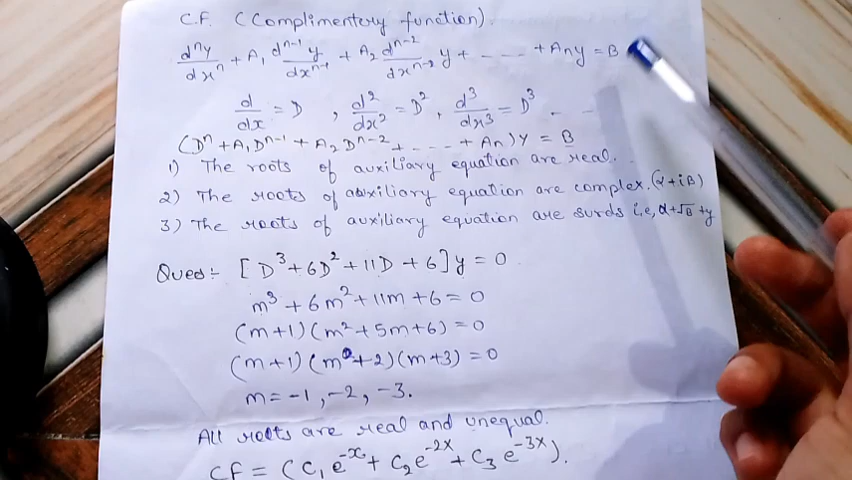 C.F. (Complimentory function).
d^n y/dx^n + A₁ d^(n-1) y/dx^(n-1) + A₂ d^(n-2)/dx^(n-2) y + - - - - + An y = B
d/dx = D , d²/dx² = D², d³/dx³ = D³ - -
(D^n + A₁D^(n-1) + A₂D^(n-2) + - - - + An) y = B
1) The roots of auxiliary equation are real.
2) The roots of auxiliary equation are complex. (α+iβ)
3) The roots of auxiliary equation are surds i,e, α+√β +y
Ques:- [D³+6D²+11D+6]y = 0
m³+6m²+11m+6 = 0
(m+1)(m²+5m+6) = 0
(m+1)(m+2)(m+3) = 0
m = -1, -2, -3.
All roots are real and unequal.
CF = (C₁e^-x + C₂e^-2x + C₃e^-3x).